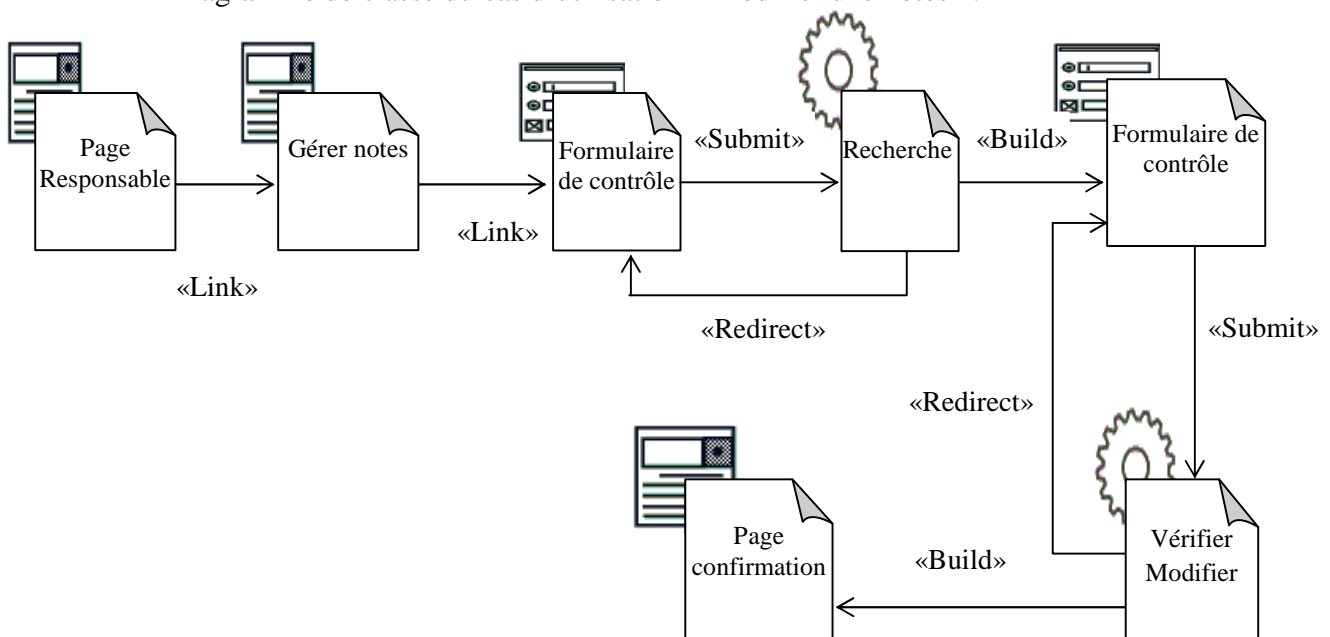 Page
Responsable
«Link»
Gérer notes
«Link»
Formulaire
de contrôle
«Submit»
Recherche
«Redirect»
«Build»
Formulaire de
contrôle
«Submit»
«Redirect»
Vérifier
Modifier
«Build»
Page
confirmation